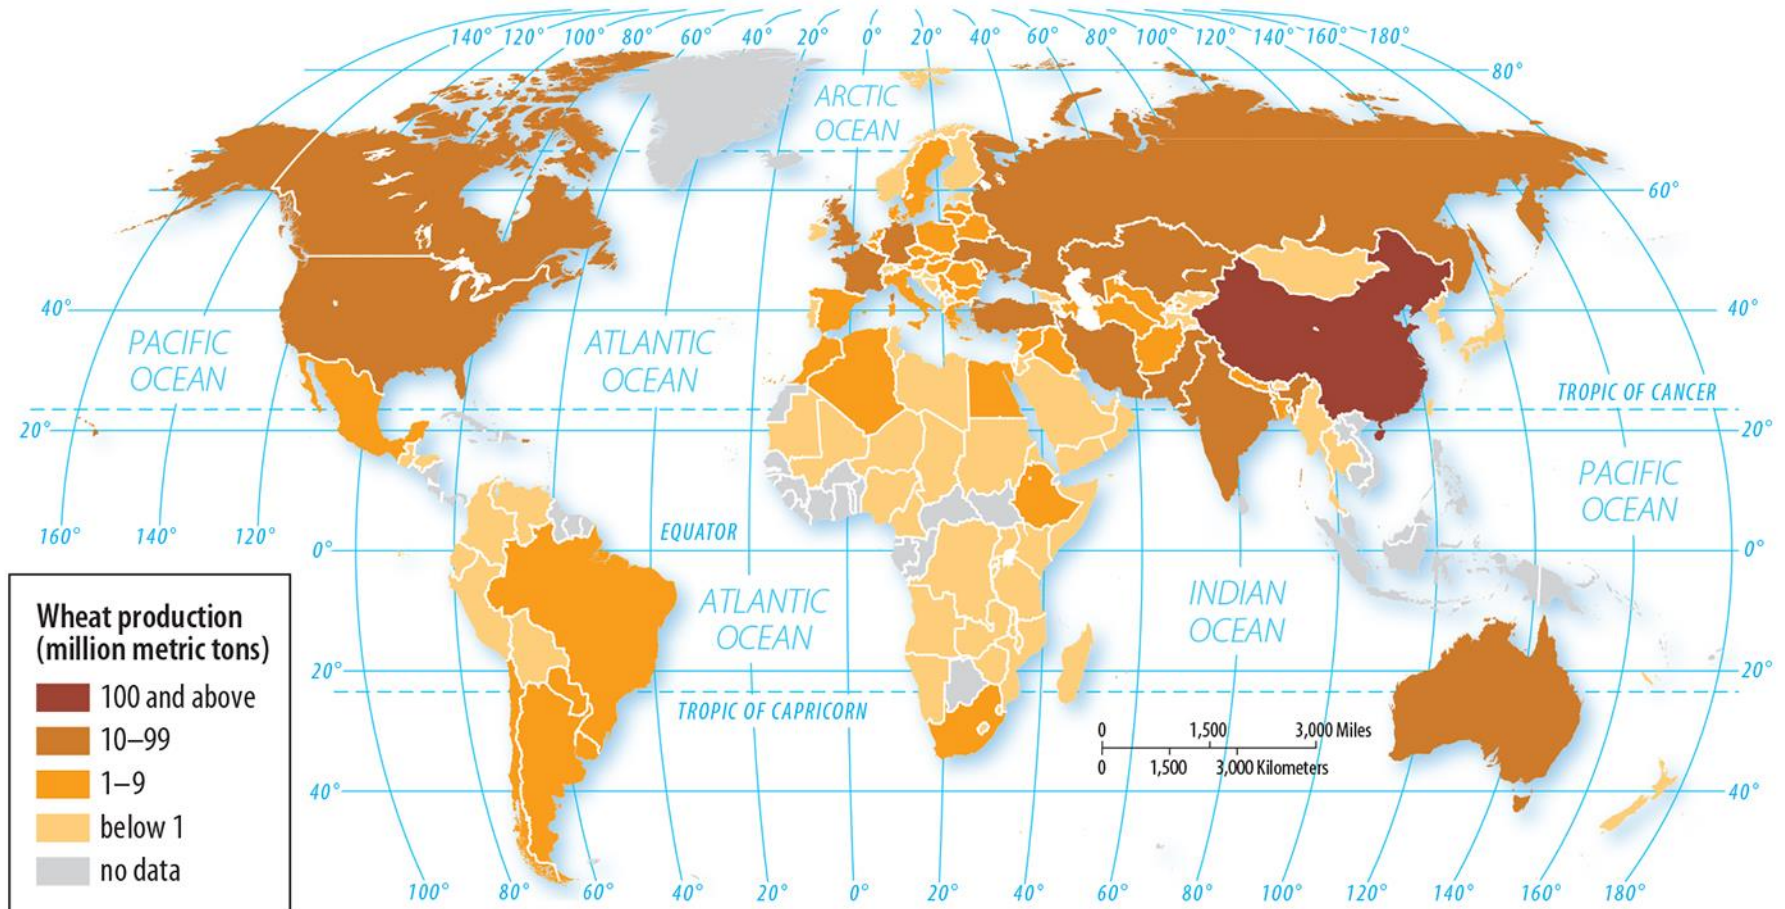 140° 120° 100° 80° 60° 40° 20° 0° 20° 40° 60° 80° 100° 120° 140° 160° 180°
80°
ARCTIC
OCEAN
60°
40°
40°
PACIFIC
OCEAN
ATLANTIC
OCEAN
TROPIC OF CANCER
20°
20°
PACIFIC
OCEAN
160° 140° 120°
EQUATOR
0°
0°
ATLANTIC
OCEAN
INDIAN
OCEAN
20°
20°
TROPIC OF CAPRICORN
0 1,500 3,000 Miles
0 1,500 3,000 Kilometers
40°
40°
Wheat production
(million metric tons)
100 and above
10–99
1–9
below 1
no data
100° 80° 60° 40° 20° 0° 20° 40° 60° 80° 100° 120° 140° 160° 180°